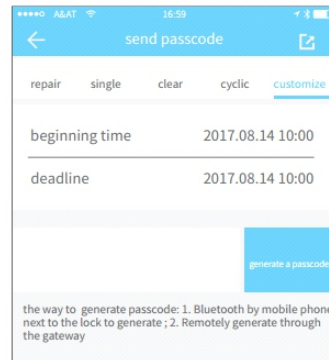 A&AT 16:59
send passcode
repair single clear cyclic customize
beginning time 2017.08.14 10:00
deadline 2017.08.14 10:00
generate a passcode
the way to generate passcode: 1. Bluetooth by mobile phone
next to the lock to generate ; 2. Remotely generate through
the gateway